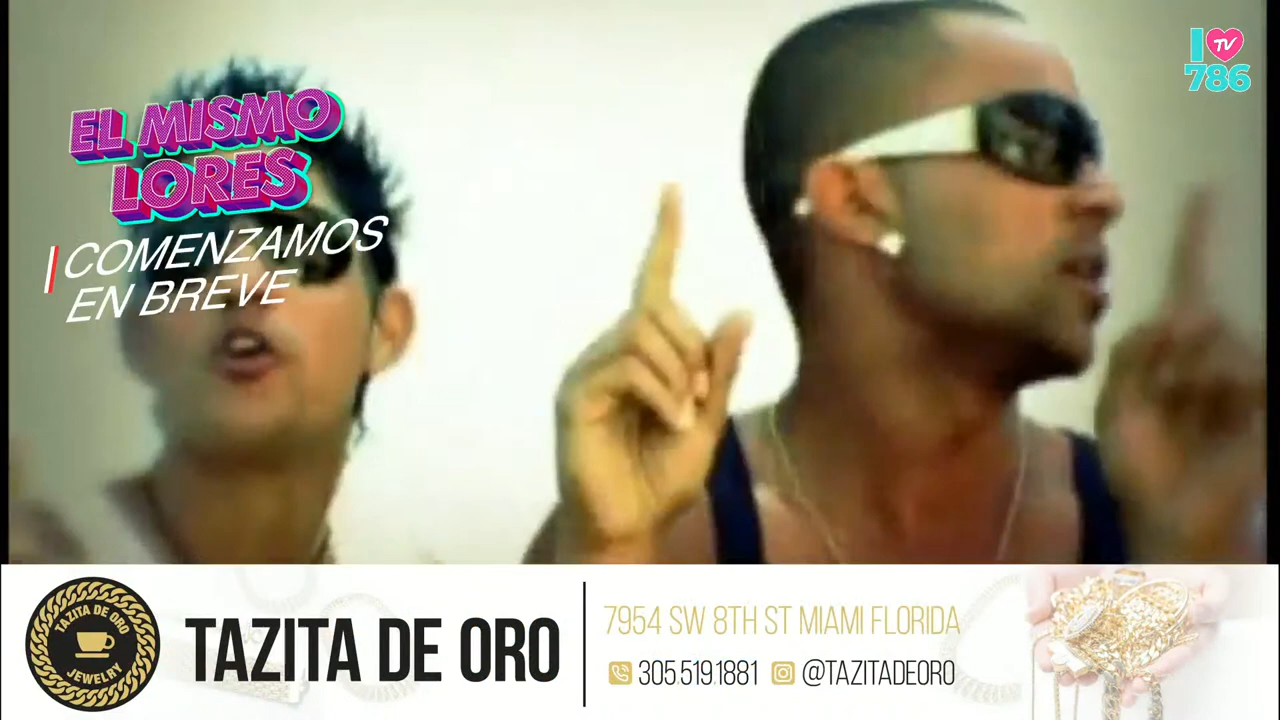 I TV
786
EL MISMO
LORES
COMENZAMOS
EN BREVE
TAZITA DE ORO
JEWELRY
TAZITA DE ORO
7954 SW 8TH ST MIAMI FLORIDA
305.519.1881 @TAZITADEORO